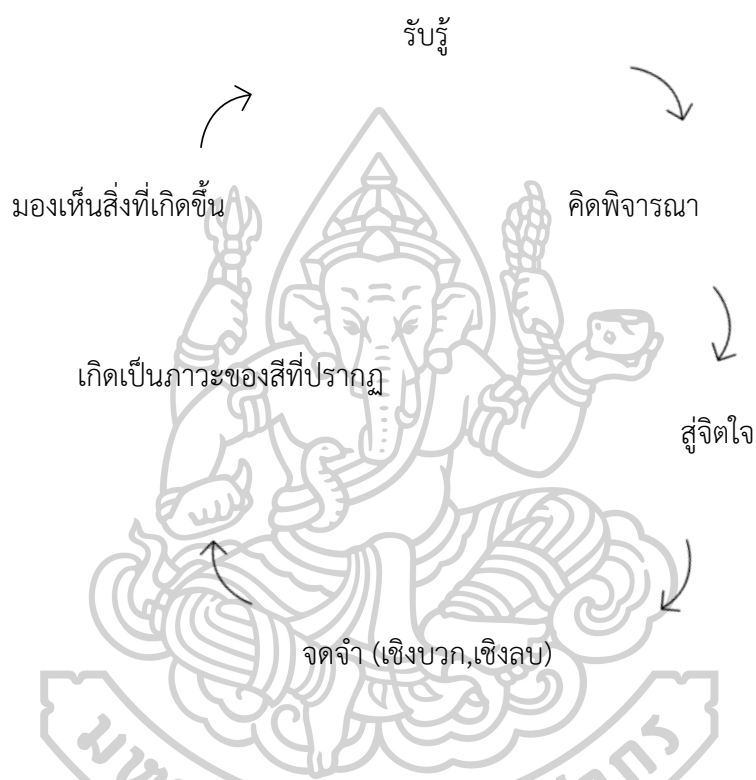 รับรู้
มองเห็นสิ่งที่เกิดขึ้น
คิดพิจารณา
เกิดเป็นภาวะของสีที่ปรากฏ
สู่จิตใจ
จดจำ (เชิงบวก,เชิงลบ)